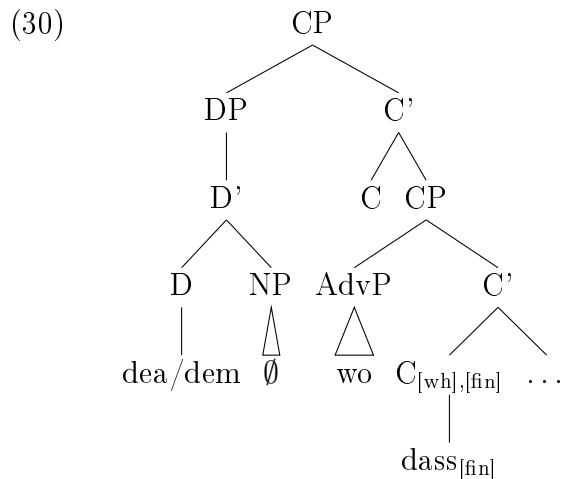 (30) CP
DP C'
D' C CP
D NP AdvP C'
dea/dem ∅ wo C[wh],[fin] ...
dass[fin]